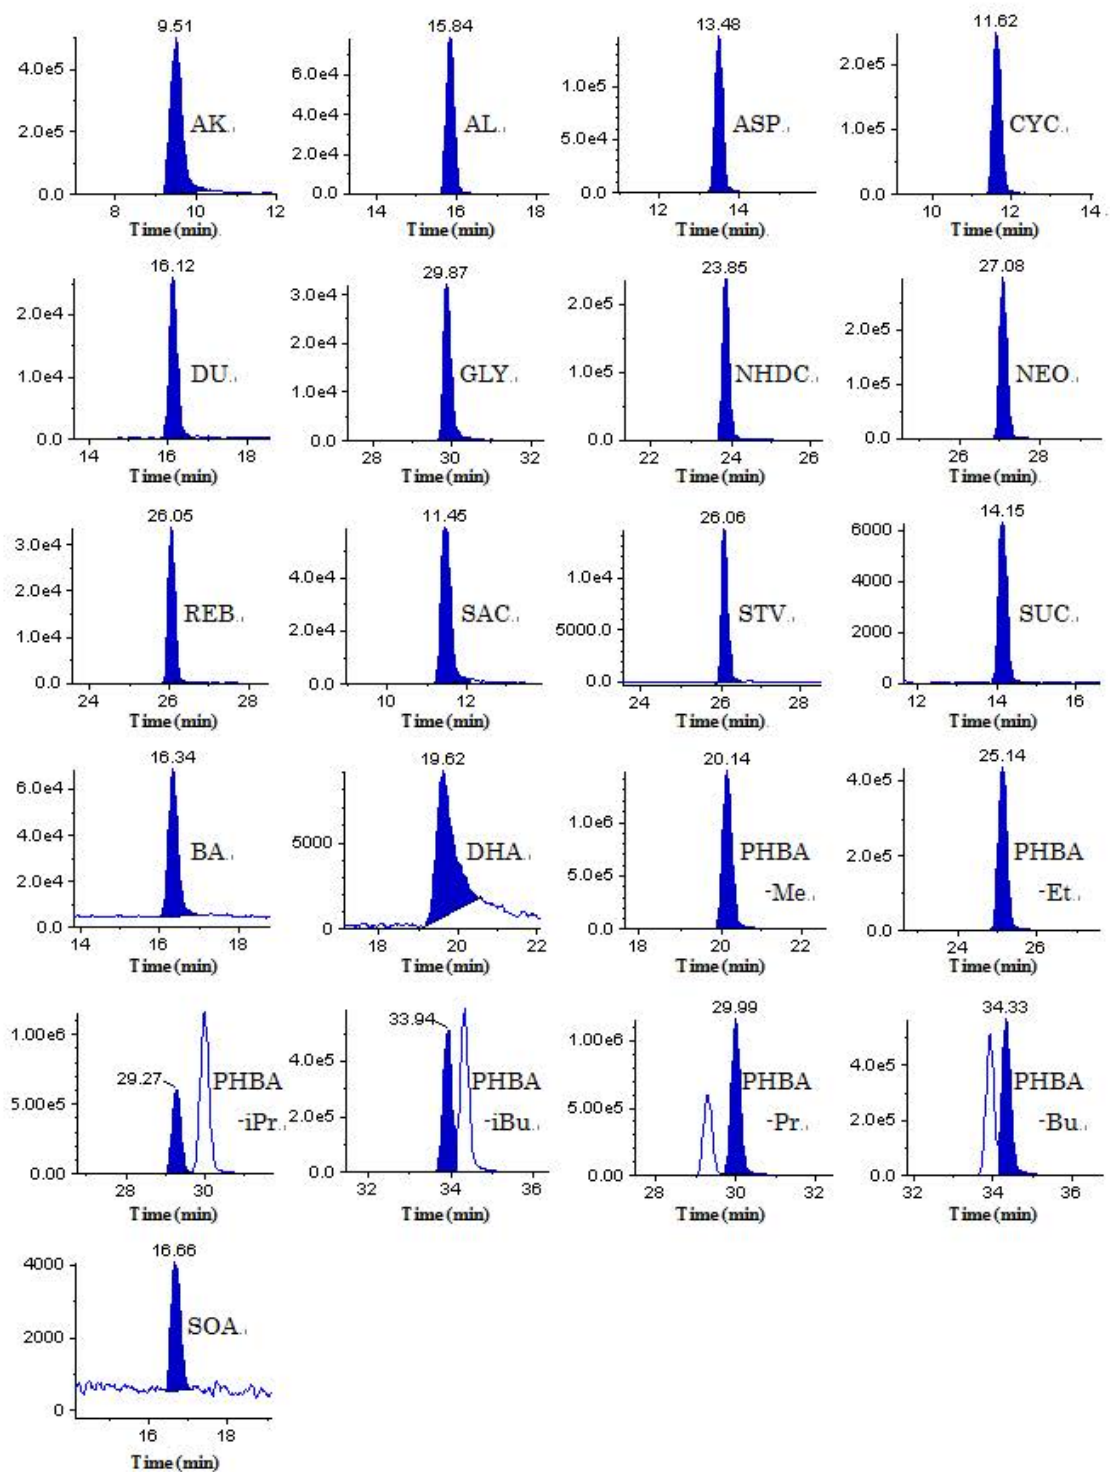 9.51
4.0e5
2.0e5
0.0
AK
8 10 12
Time (min)
15.84
6.0e4
4.0e4
2.0e4
0.0
AL
14 16 18
Time (min)
13.48
1.0e5
5.0e4
0.0
ASP
12 14
Time (min)
11.62
2.0e5
1.0e5
0.0
CYC
10 12 14
Time (min)
16.12
2.0e4
1.0e4
0.0
DU
14 16 18
Time (min)
29.87
3.0e4
2.0e4
1.0e4
0.0
GLY
28 30 32
Time (min)
23.85
2.0e5
1.0e5
0.0
NHDC
22 24 26
Time (min)
27.08
2.0e5
1.0e5
0.0
NEO
26 28
Time (min)
26.05
3.0e4
2.0e4
1.0e4
0.0
REB
24 26 28
Time (min)
11.45
4.0e4
2.0e4
0.0
SAC
10 12
Time (min)
26.06
1.0e4
5000.0
0.0
STV
24 26 28
Time (min)
14.15
6000
4000
2000
0
SUC
12 14 16
Time (min)
16.34
6.0e4
4.0e4
2.0e4
0.0
BA
14 16 18
Time (min)
19.62
5000
0
DHA
18 20 22
Time (min)
20.14
1.0e6
5.0e5
0.0
PHBA
-Me
18 20 22
Time (min)
25.14
4.0e5
2.0e5
0.0
PHBA
-Et
24 26
Time (min)
1.00e6
5.00e5
0.00
29.27
PHBA
-iPr
28 30
Time (min)
33.94
4.0e5
2.0e5
0.0
PHBA
-iBu
32 34 36
Time (min)
29.99
1.00e6
5.00e5
0.00
PHBA
-Pr
28 30 32
Time (min)
34.33
4.0e5
2.0e5
0.0
PHBA
-Bu
32 34 36
Time (min)
16.66
4000
2000
0
SOA
16 18
Time (min)